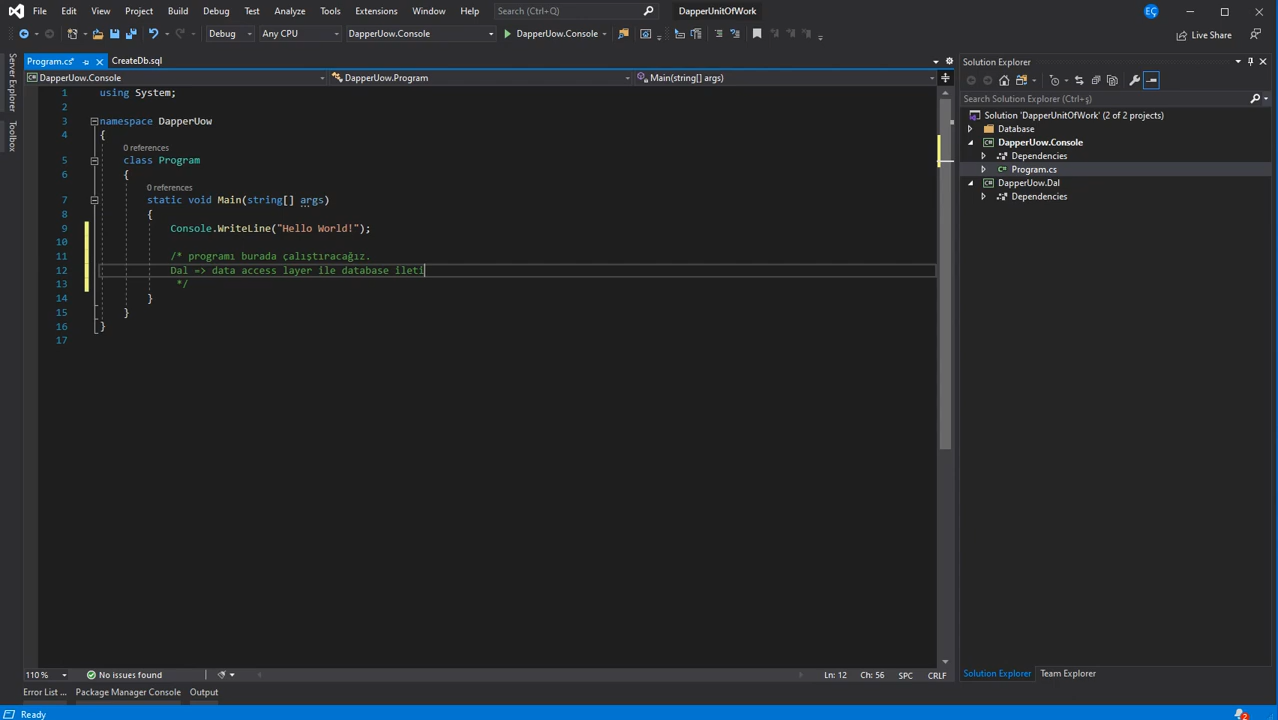 File Edit View Project Build Debug Test Analyze Tools Extensions Window Help Search (Ctrl+Q) DapperUnitOfWork EÇ
Debug Any CPU DapperUow.Console DapperUow.Console Live Share
Server Explorer
Toolbox
Program.cs* CreateDb.sql
DapperUow.Console DapperUow.Program Main(string[] args)
1 using System;
2
3 namespace DapperUow
4 {
0 references
5 class Program
6 {
0 references
7 static void Main(string[] args)
8 {
9 Console.WriteLine("Hello World!");
10
11 /* programı burada çalıştıracağız.
12 Dal => data access layer ile database ileti
13 */
14 }
15 }
16 }
17
110 % No issues found Ln: 12 Ch: 56 SPC CRLF
Error List ... Package Manager Console Output
Ready
Solution Explorer
Search Solution Explorer (Ctrl+ş)
Solution 'DapperUnitOfWork' (2 of 2 projects)
Database
DapperUow.Console
Dependencies
C# Program.cs
DapperUow.Dal
Dependencies
Solution Explorer Team Explorer
2